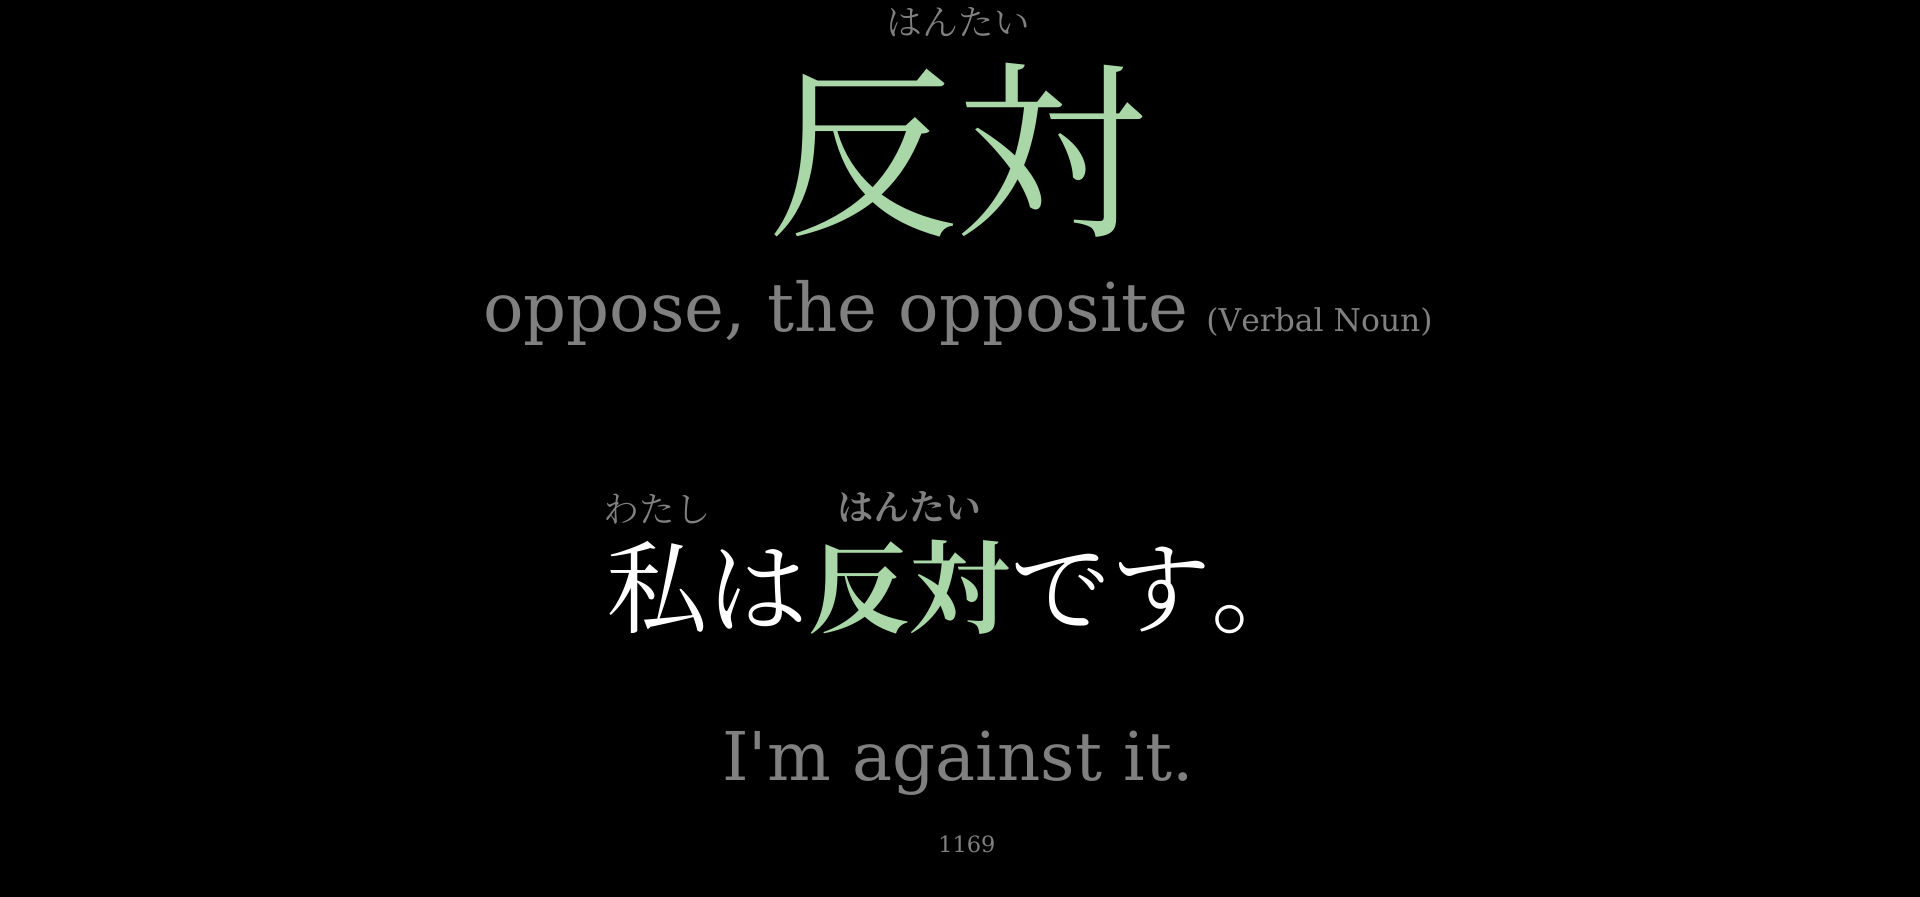 はんたい
反対
oppose, the opposite (Verbal Noun)
わたし はんたい
私は反対です。
I'm against it.
1169